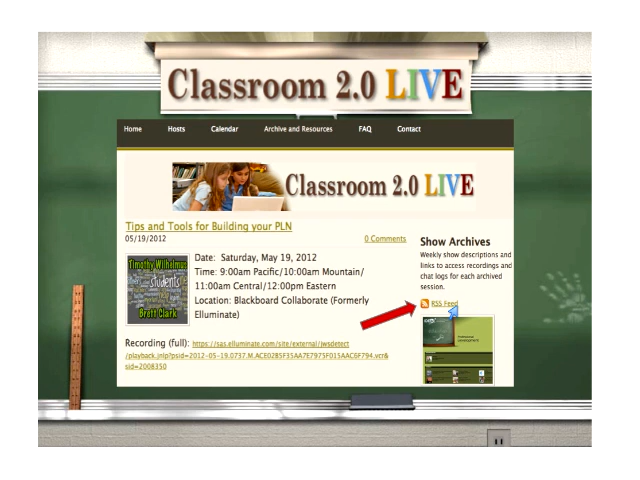 Classroom 2.0 LIVE
Home Hosts Calendar Archive and Resources FAQ Contact
Classroom 2.0 LIVE
Tips and Tools for Building your PLN
05/19/2012 0 Comments
Timothy Wilhelmus
students
Brett Clark
Date: Saturday, May 19, 2012
Time: 9:00am Pacific/10:00am Mountain/
11:00am Central/12:00pm Eastern
Location: Blackboard Collaborate (Formerly
Elluminate)
Recording (full): https://sas.elluminate.com/site/external/jwsdetect
/playback.jnlp?psid=2012-05-19.0737.M.ACE02B5F35AA7E7975F015AAC6F794.vcr&
sid=2008350
Show Archives
Weekly show descriptions and
links to access recordings and
chat logs for each archived
session.
RSS Feed